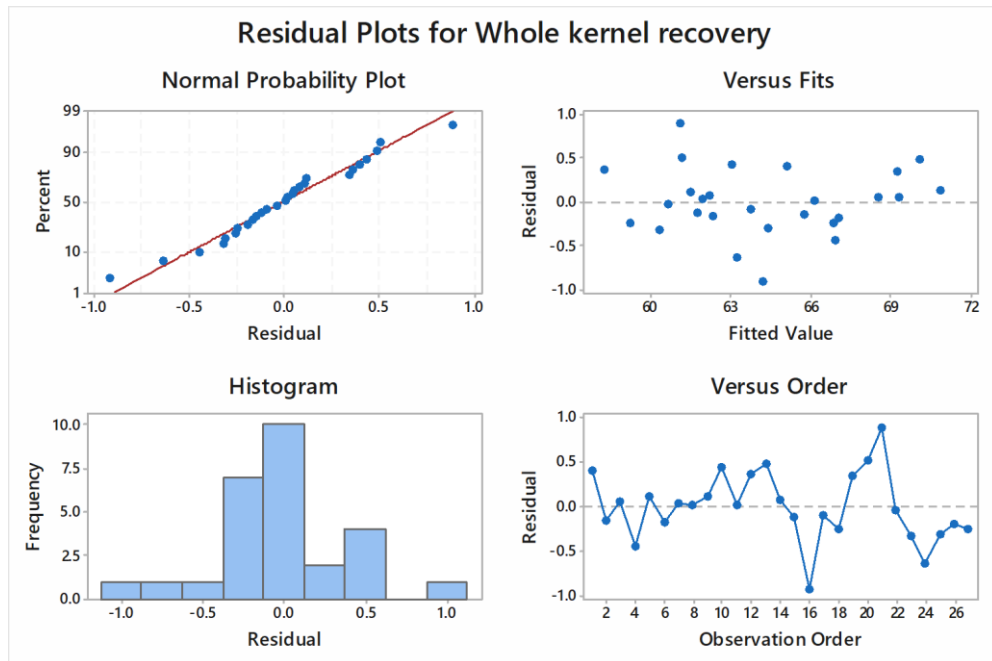 Residual Plots for Whole kernel recovery
Normal Probability Plot
99
90
50
10
1
Percent
-1.0 -0.5 0.0 0.5 1.0
Residual
Versus Fits
1.0
0.5
0.0
-0.5
-1.0
Residual
60 63 66 69 72
Fitted Value
Histogram
10.0
7.5
5.0
2.5
0.0
Frequency
-1.0 -0.5 0.0 0.5 1.0
Residual
Versus Order
1.0
0.5
0.0
-0.5
-1.0
Residual
2 4 6 8 10 12 14 16 18 20 22 24 26
Observation Order